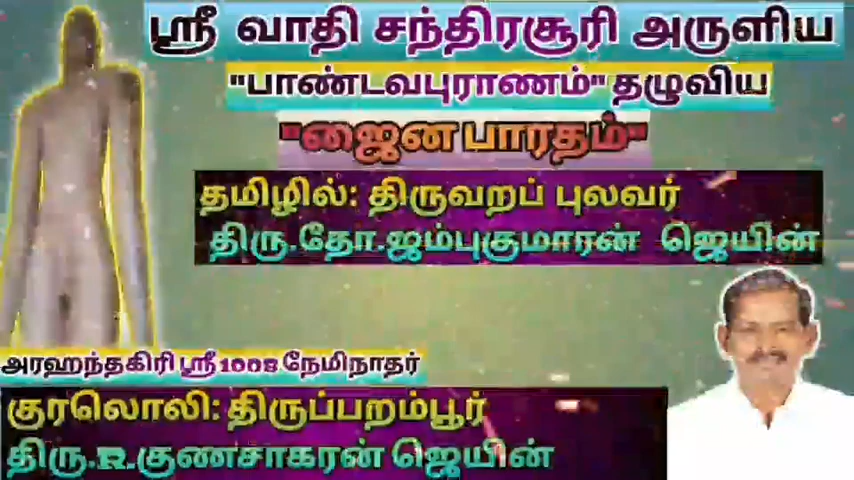 ஸ்ரீ வாதி சந்திரசூரி அருளிய
"பாண்டவபுராணம்" தழுவிய
"ஜைன பாரதம்"
தமிழில்: திருவறப் புலவர்
திரு.தோ.ஜம்புகுமாரன் ஜெயின்
அரஹந்தகிரி ஸ்ரீ 1008 நேமிநாதர்
குரலொலி: திருப்பறம்பூர்
திரு.R.குணசாகரன் ஜெயின்